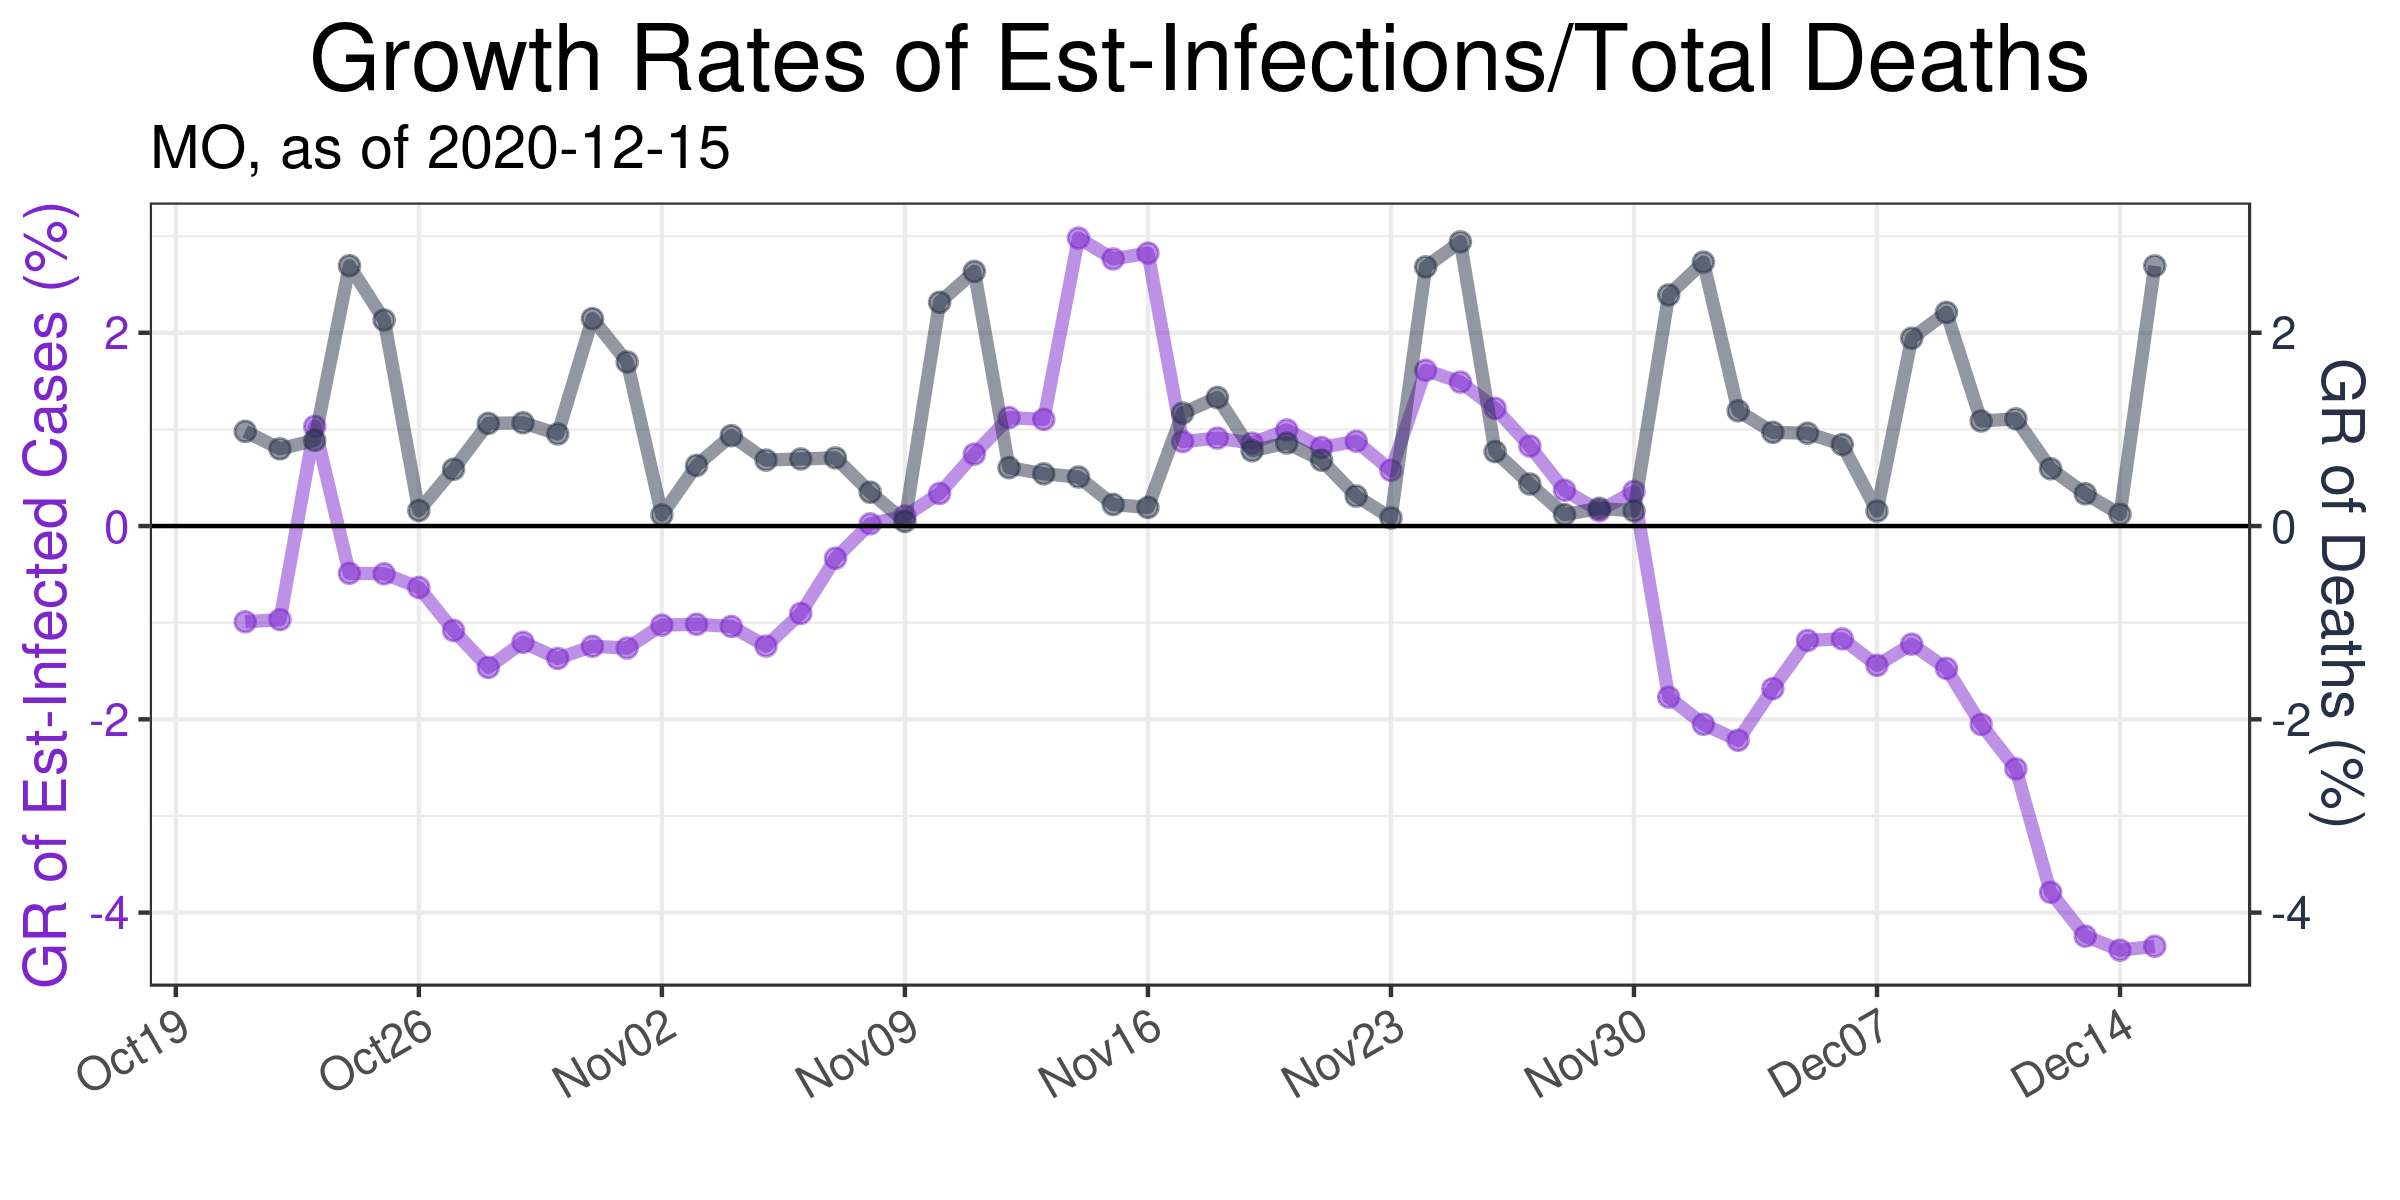 Growth Rates of Est-Infections/Total Deaths
MO, as of 2020-12-15
GR of Est-Infected Cases (%)
2
0
-2
-4
2
0
-2
-4
GR of Deaths (%)
Oct19
Oct26
Nov02
Nov09
Nov16
Nov23
Nov30
Dec07
Dec14